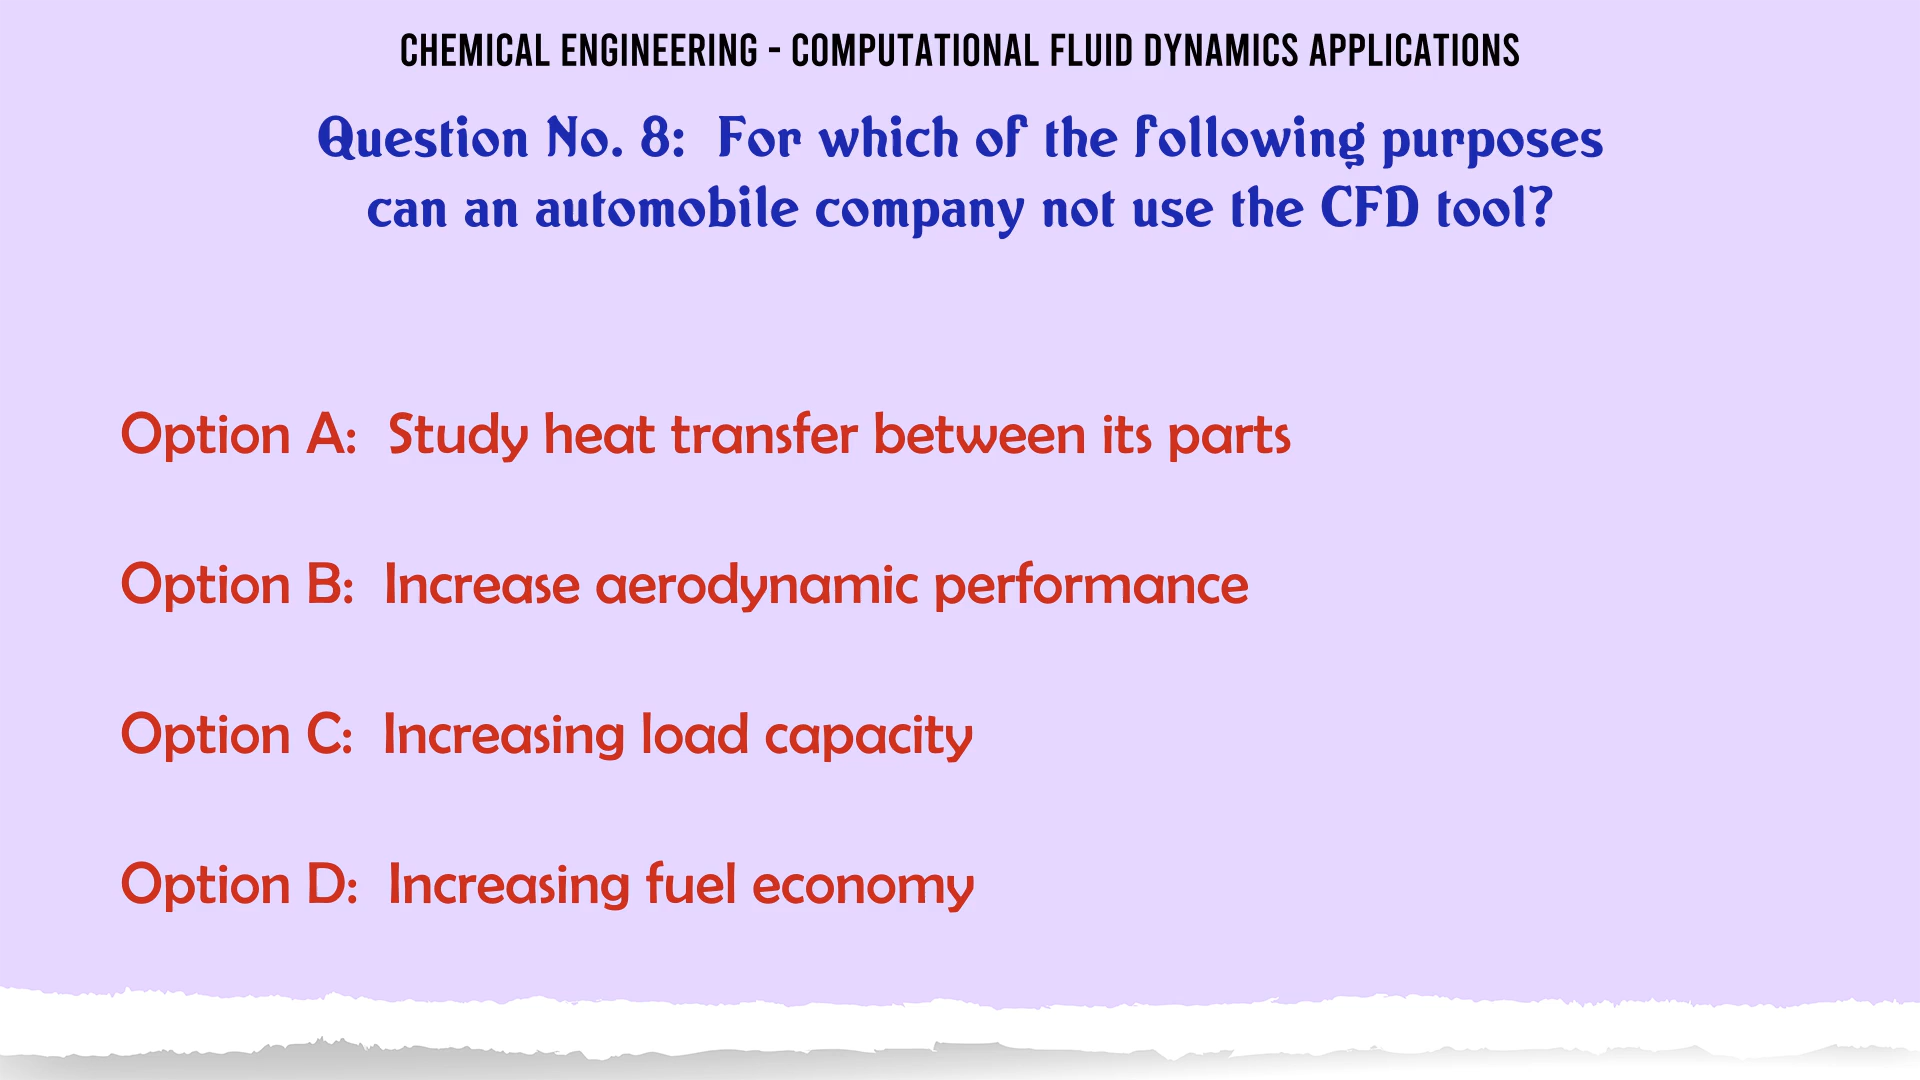 CHEMICAL ENGINEERING - COMPUTATIONAL FLUID DYNAMICS APPLICATIONS
Question No. 8: For which of the following purposes
can an automobile company not use the CFD tool?
Option A: Study heat transfer between its parts
Option B: Increase aerodynamic performance
Option C: Increasing load capacity
Option D: Increasing fuel economy